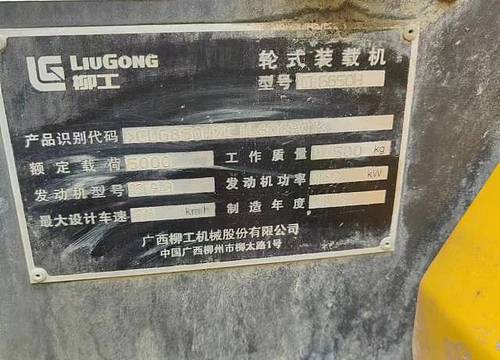 LIUGONG
柳工
轮式装载机
型号 CLG850H
产品识别代码
额定载荷 5000 工作质量 kg
发动机型号 发动机功率 kW
最大设计车速 km/h 制造年度
广西柳工机械股份有限公司
中国广西柳州市柳太路1号